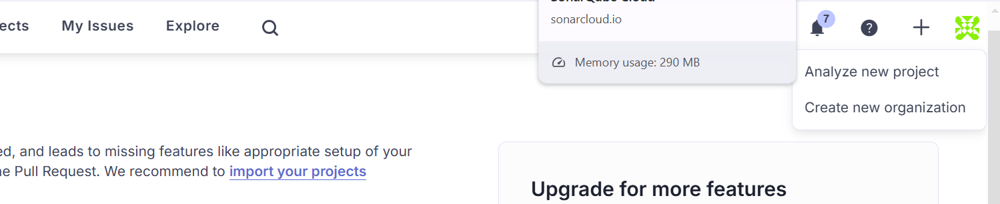 ects My Issues Explore
SonarQube Cloud
sonarcloud.io
7
?
Memory usage: 290 MB
Analyze new project
Create new organization
ed, and leads to missing features like appropriate setup of your
ne Pull Request. We recommend to import your projects
Upgrade for more features